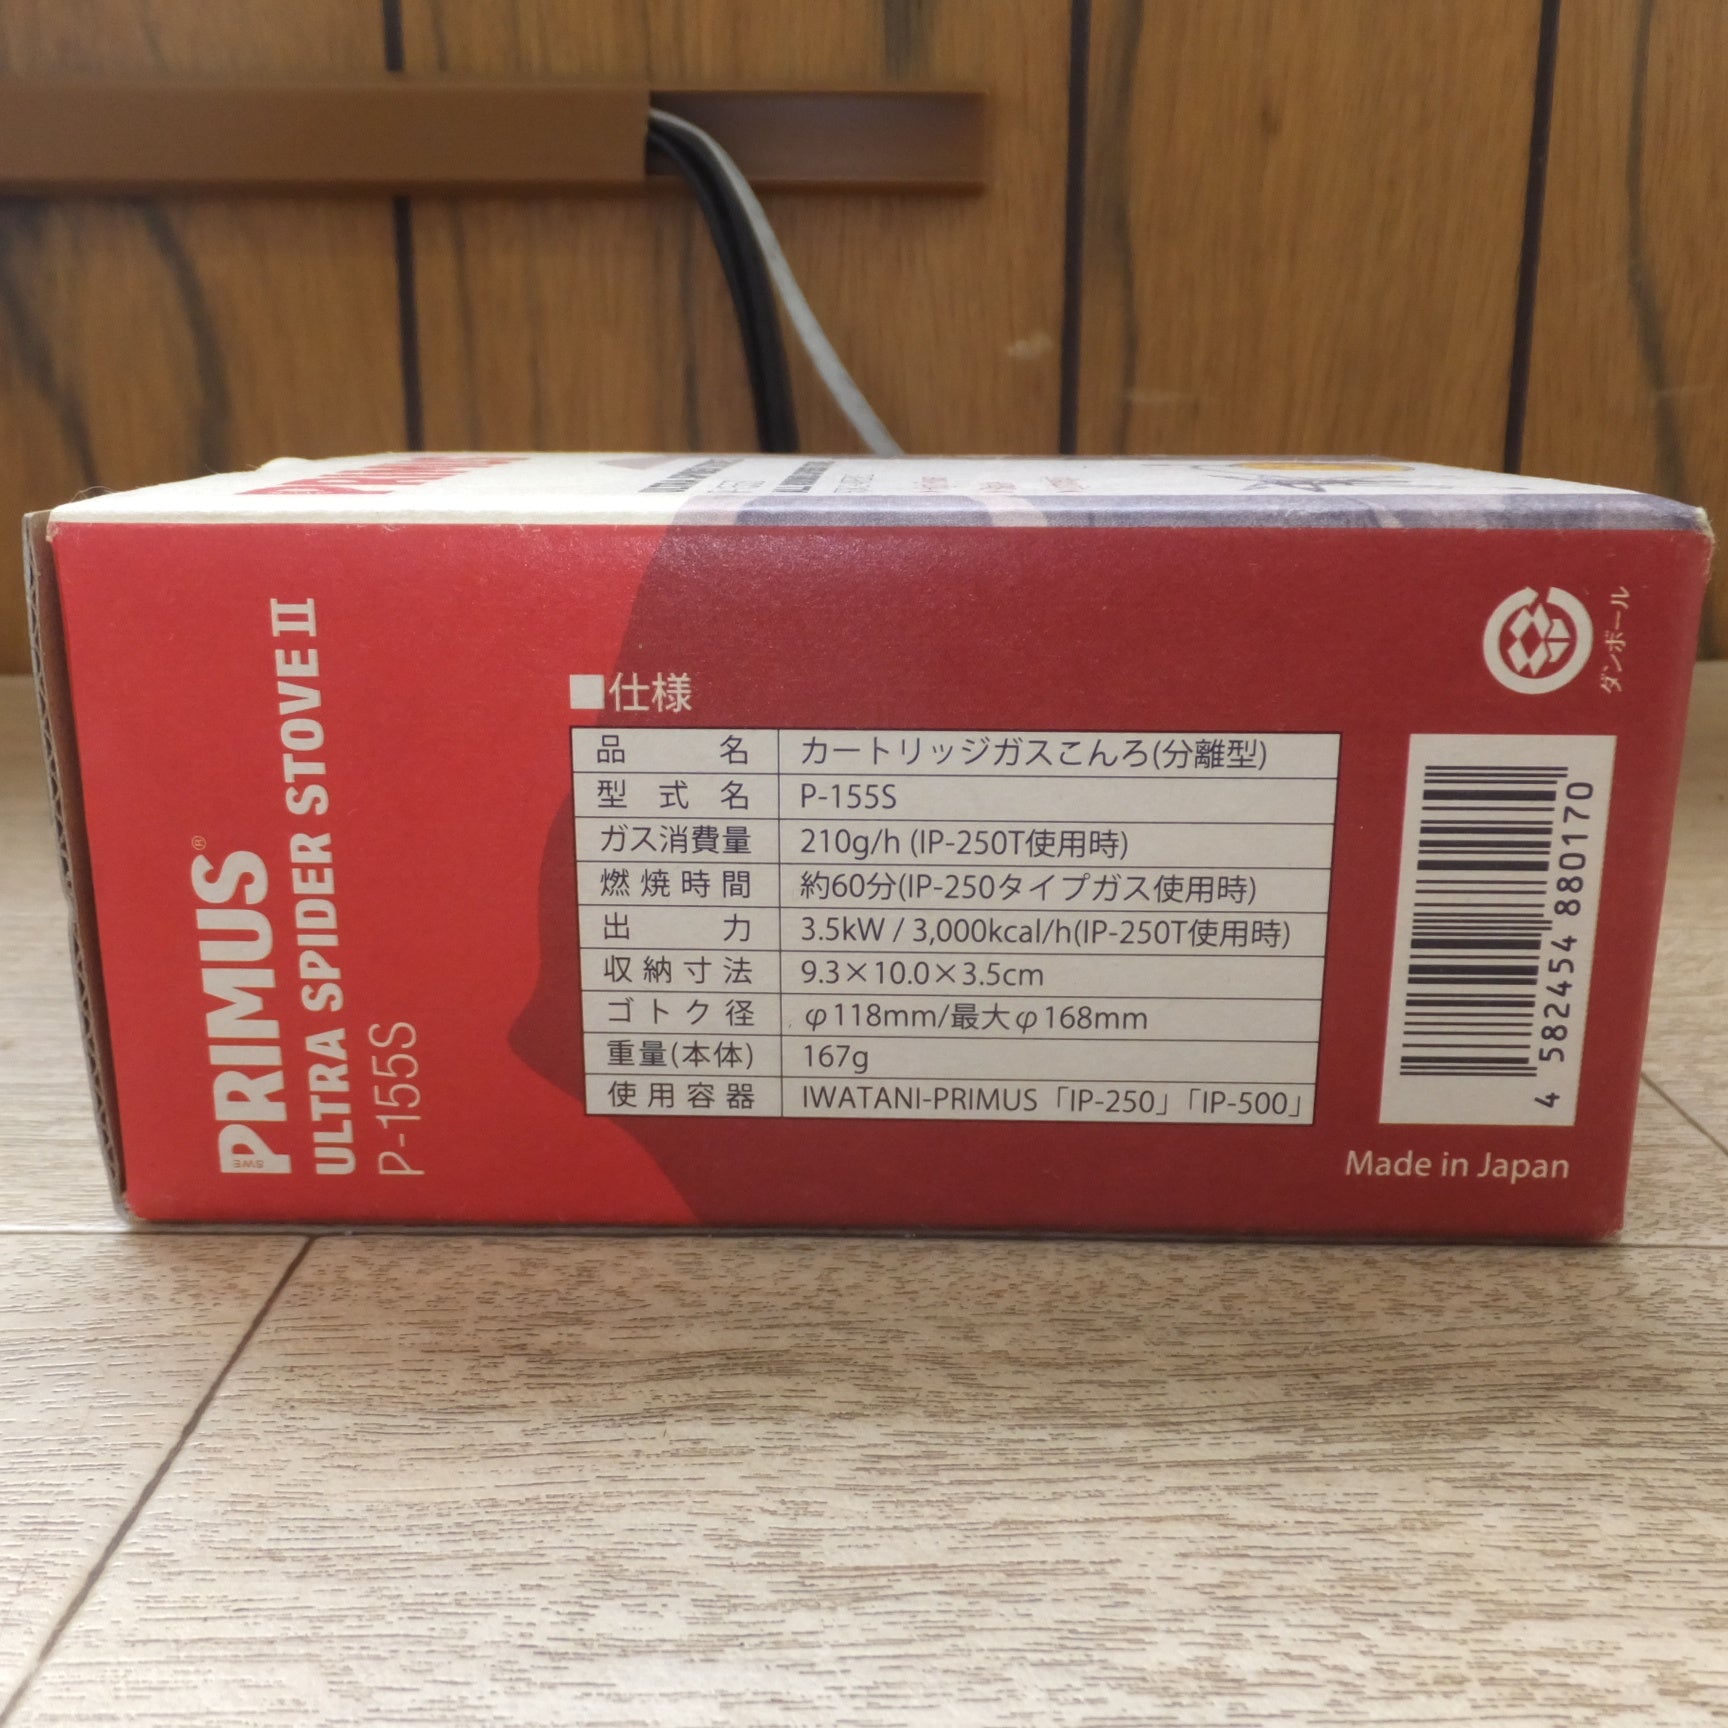 PRIMUS®
SWE
ULTRA SPIDER STOVE II
P-155S
■仕様
品名 カートリッジガスこんろ(分離型)
型式名 P-155S
ガス消費量 210g/h (IP-250T使用時)
燃焼時間 約60分(IP-250タイプガス使用時)
出力 3.5kW / 3,000kcal/h(IP-250T使用時)
収納寸法 9.3×10.0×3.5cm
ゴトク径 φ118mm/最大φ168mm
重量(本体) 167g
使用容器 IWATANI-PRIMUS「IP-250」「IP-500」
ダンボール
4 582454 880170
Made in Japan